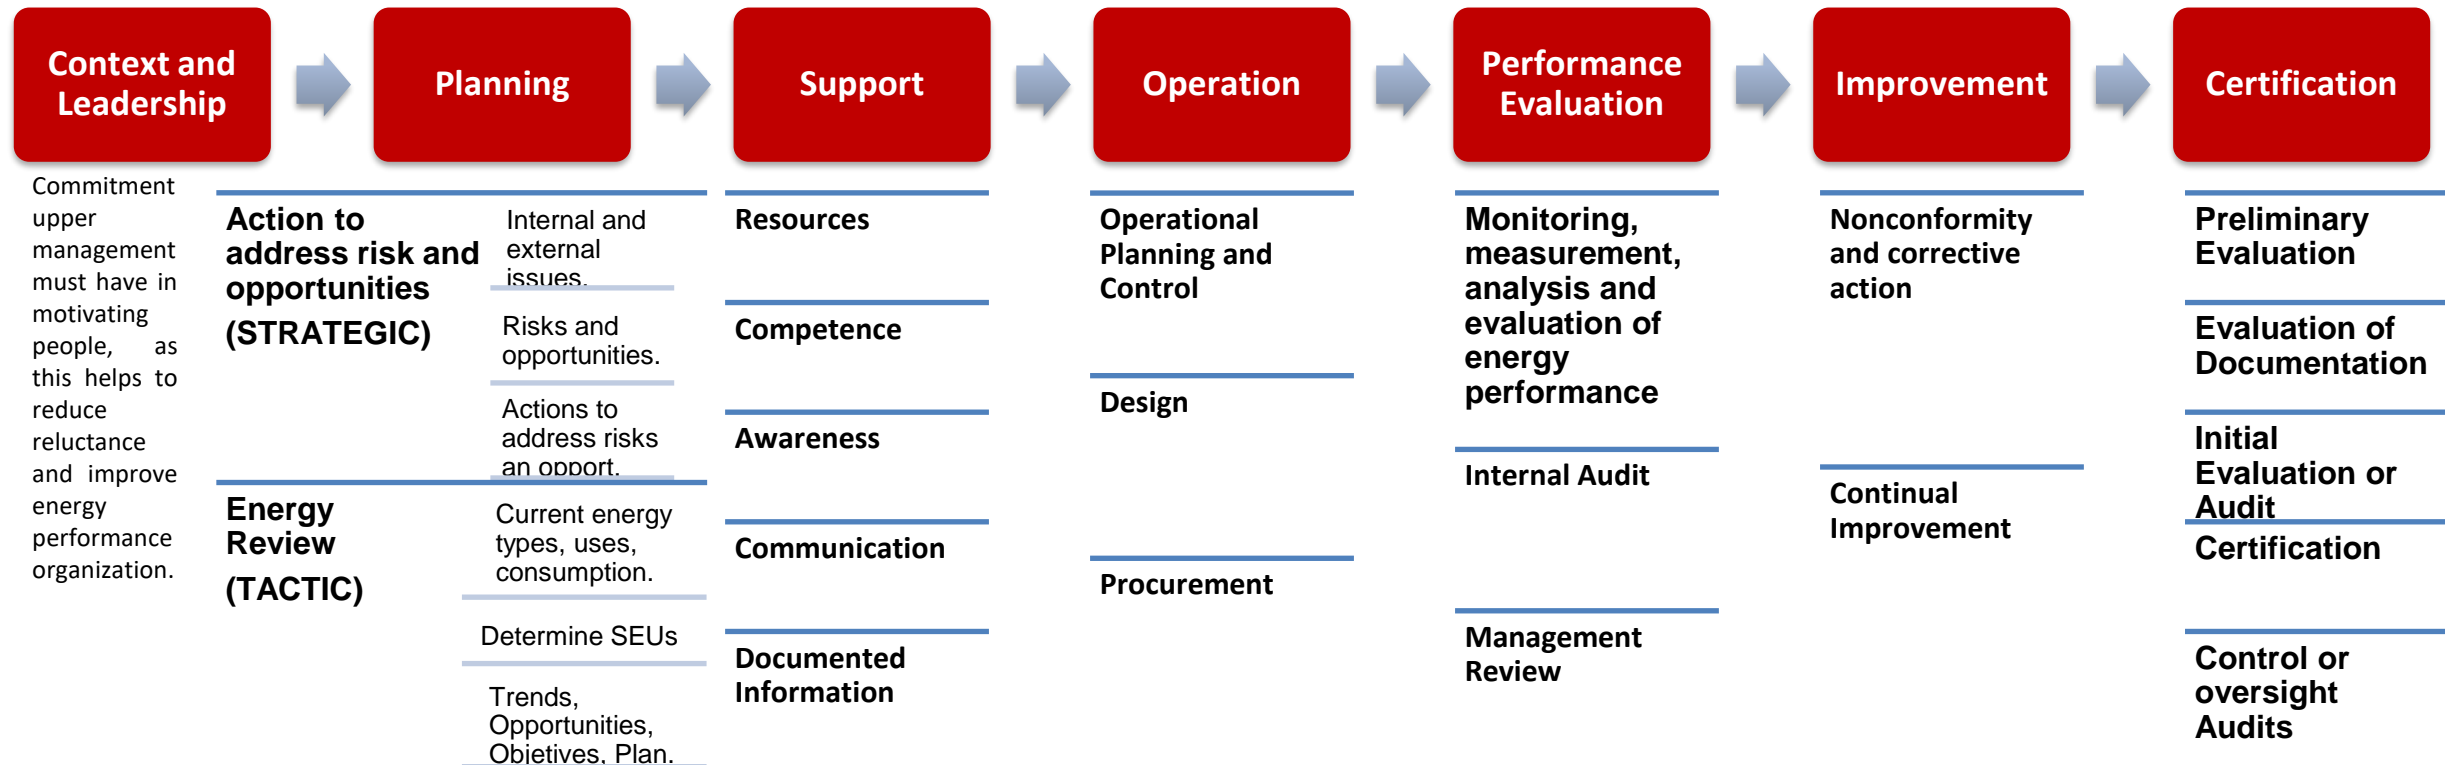 Context and
Leadership
Planning
Support
Operation
Performance
Evaluation
Improvement
Certification
Commitment
upper
management
must have in
motivating
people, as
this helps to
reduce
reluctance
and improve
energy
performance
organization.
Action to
address risk and
opportunities
(STRATEGIC)
Internal and
external
issues.
Risks and
opportunities.
Actions to
address risks
an opport.
Energy
Review
(TACTIC)
Current energy
types, uses,
consumption.
Determine SEUs
Trends,
Opportunities,
Objetives, Plan.
Resources
Competence
Awareness
Communication
Documented
Information
Operational
Planning and
Control
Design
Procurement
Monitoring,
measurement,
analysis and
evaluation of
energy
performance
Internal Audit
Management
Review
Nonconformity
and corrective
action
Continual
Improvement
Preliminary
Evaluation
Evaluation of
Documentation
Initial
Evaluation or
Audit
Certification
Control or
oversight
Audits